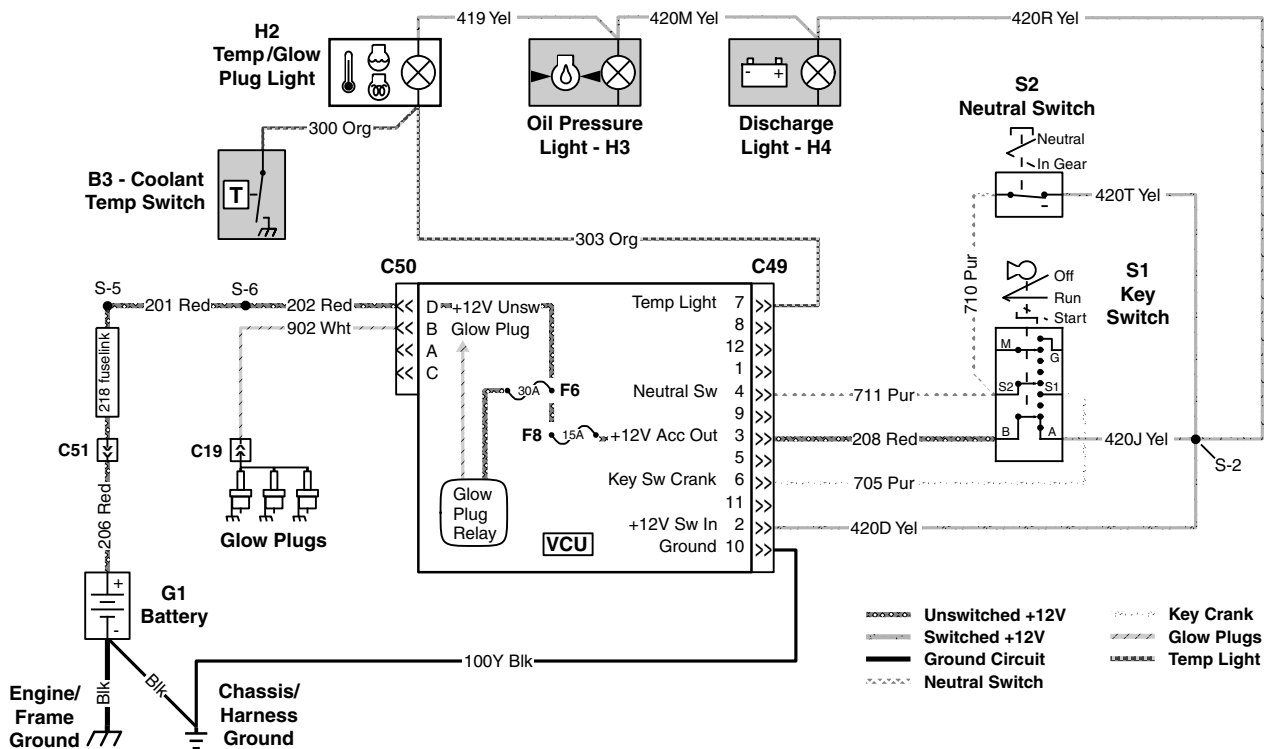 419 Yel
420M Yel
420R Yel
H2
Temp/Glow
Plug Light
- +
Oil Pressure
Light - H3
Discharge
Light - H4
S2
Neutral Switch
Neutral
In Gear
-
300 Org
B3 - Coolant
Temp Switch
T
420T Yel
303 Org
710 Pur
C50
C49
Off
Run
Start
S1
Key
Switch
S-5
S-6
201 Red
202 Red
902 Wht
D
B
A
C
+12V Unsw
Glow Plug
Temp Light 7
8
12
1
Neutral Sw 4
9
+12V Acc Out 3
5
Key Sw Crank 6
11
+12V Sw In 2
Ground 10
30A
F6
F8
15A
Glow
Plug
Relay
VCU
M
G
S2
S1
B
A
711 Pur
208 Red
420J Yel
S-2
705 Pur
420D Yel
218 fuselink
C51
C19
206 Red
Glow Plugs
+
-
G1
Battery
100Y Blk
Blk
Blk
Engine/
Frame
Ground
Chassis/
Harness
Ground
Unswitched +12V
Switched +12V
Ground Circuit
Neutral Switch
Key Crank
Glow Plugs
Temp Light